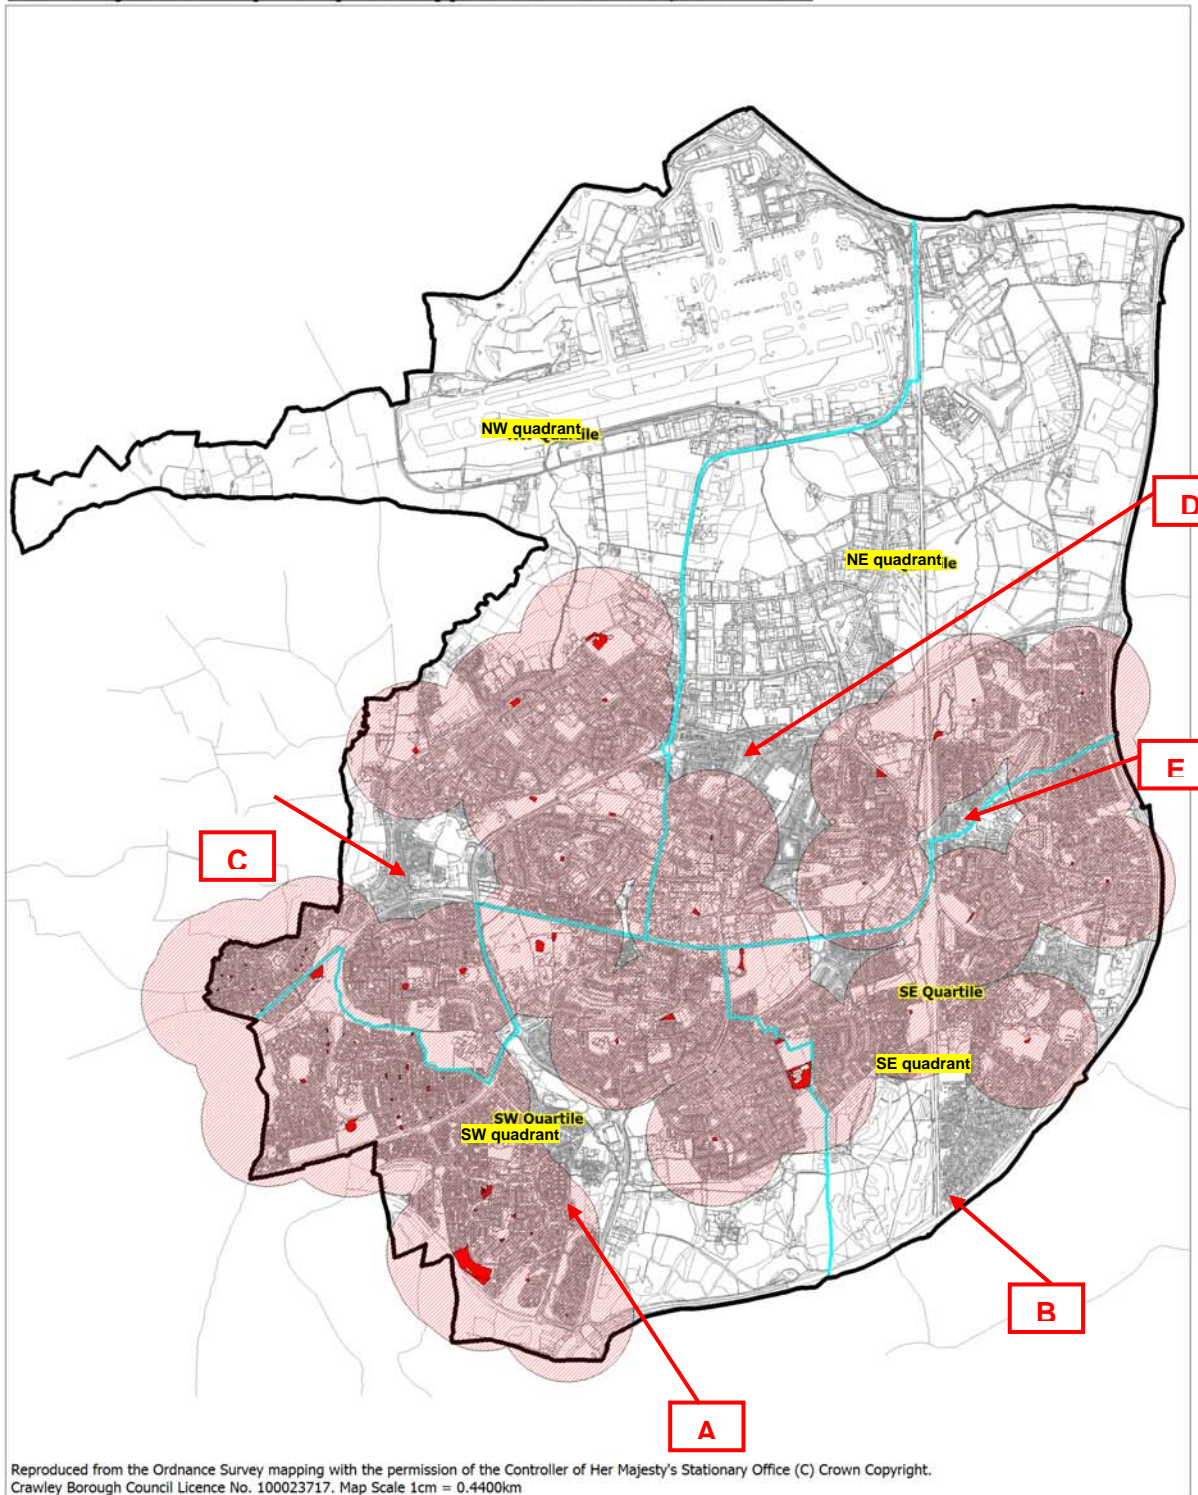 NW quadrant
D
NE quadrant
E
C
SE Quartile
SE quadrant
SW Quartile
SW quadrant
B
A
Reproduced from the Ordnance Survey mapping with the permission of the Controller of Her Majesty's Stationary Office (C) Crown Copyright.
Crawley Borough Council Licence No. 100023717. Map Scale 1cm = 0.4400km